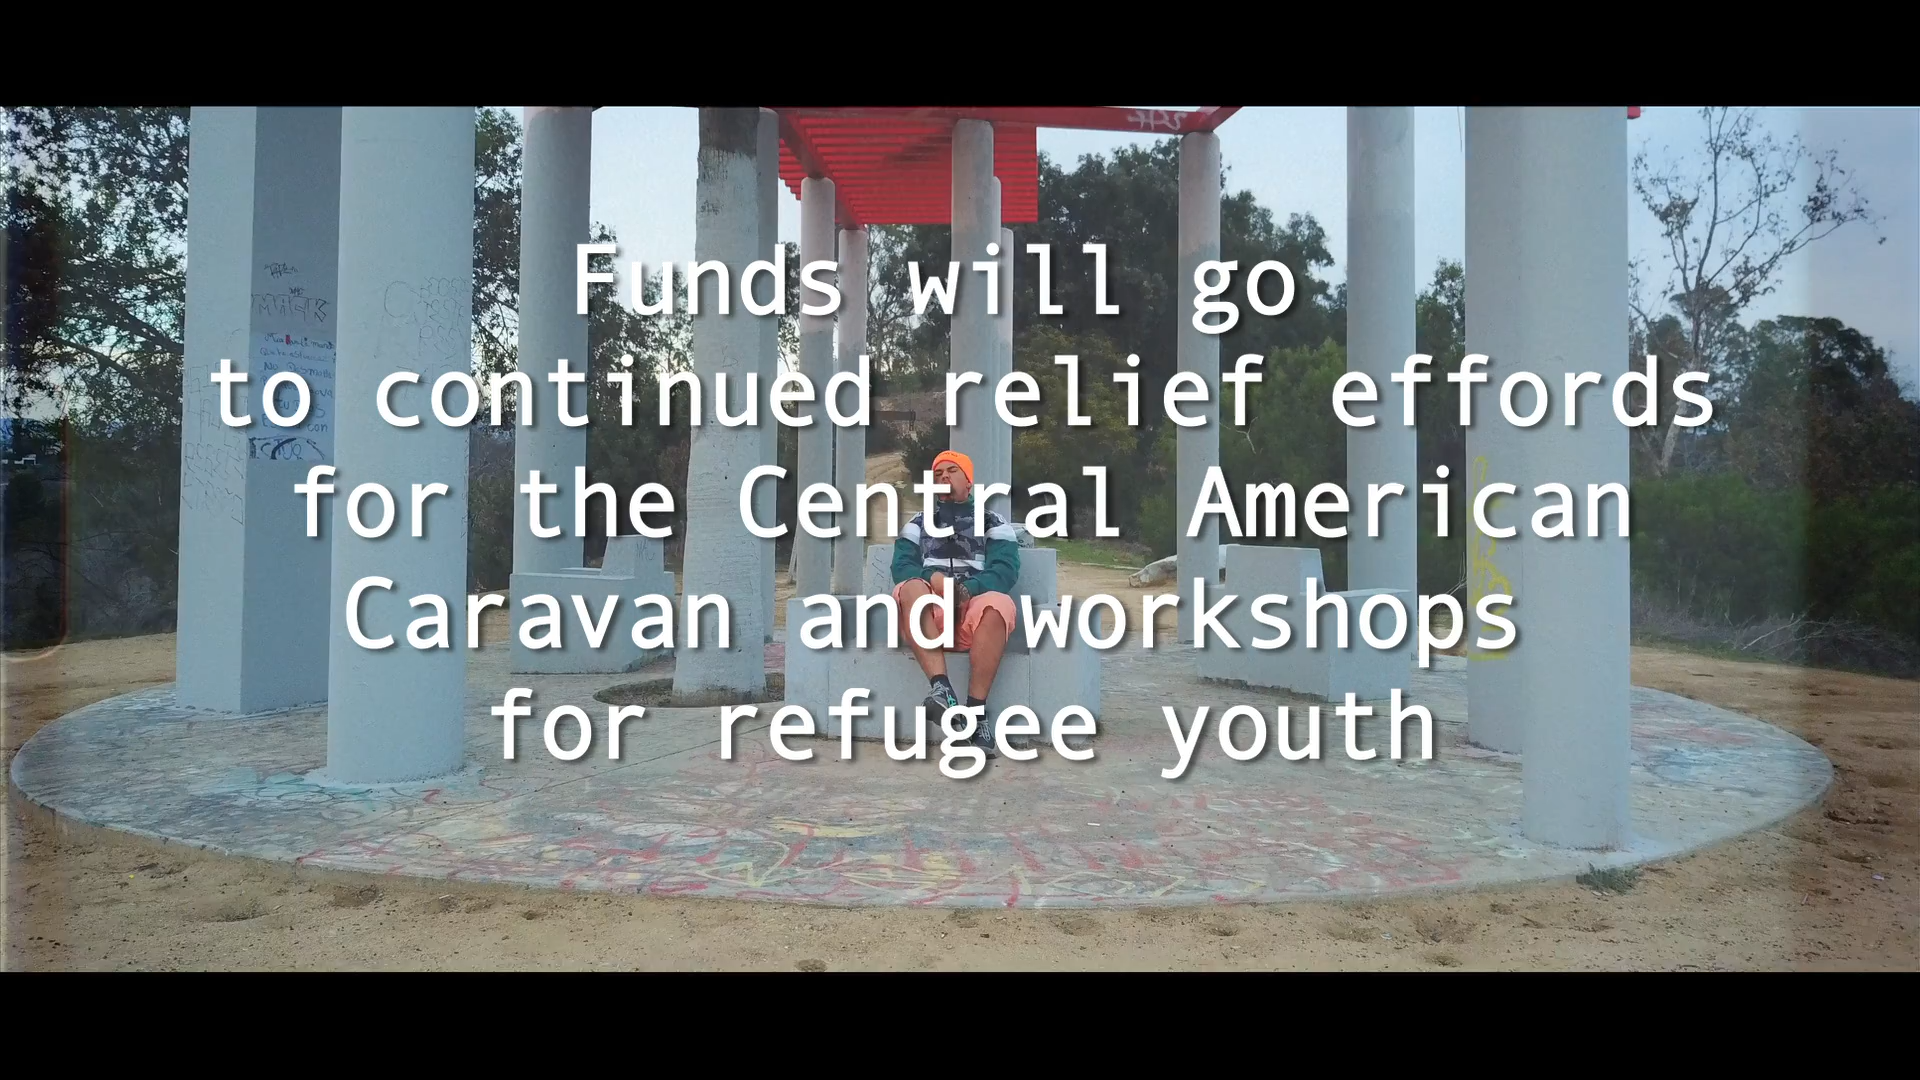 Funds will go
to continued relief effords
for the Central American
Caravan and workshops
for refugee youth